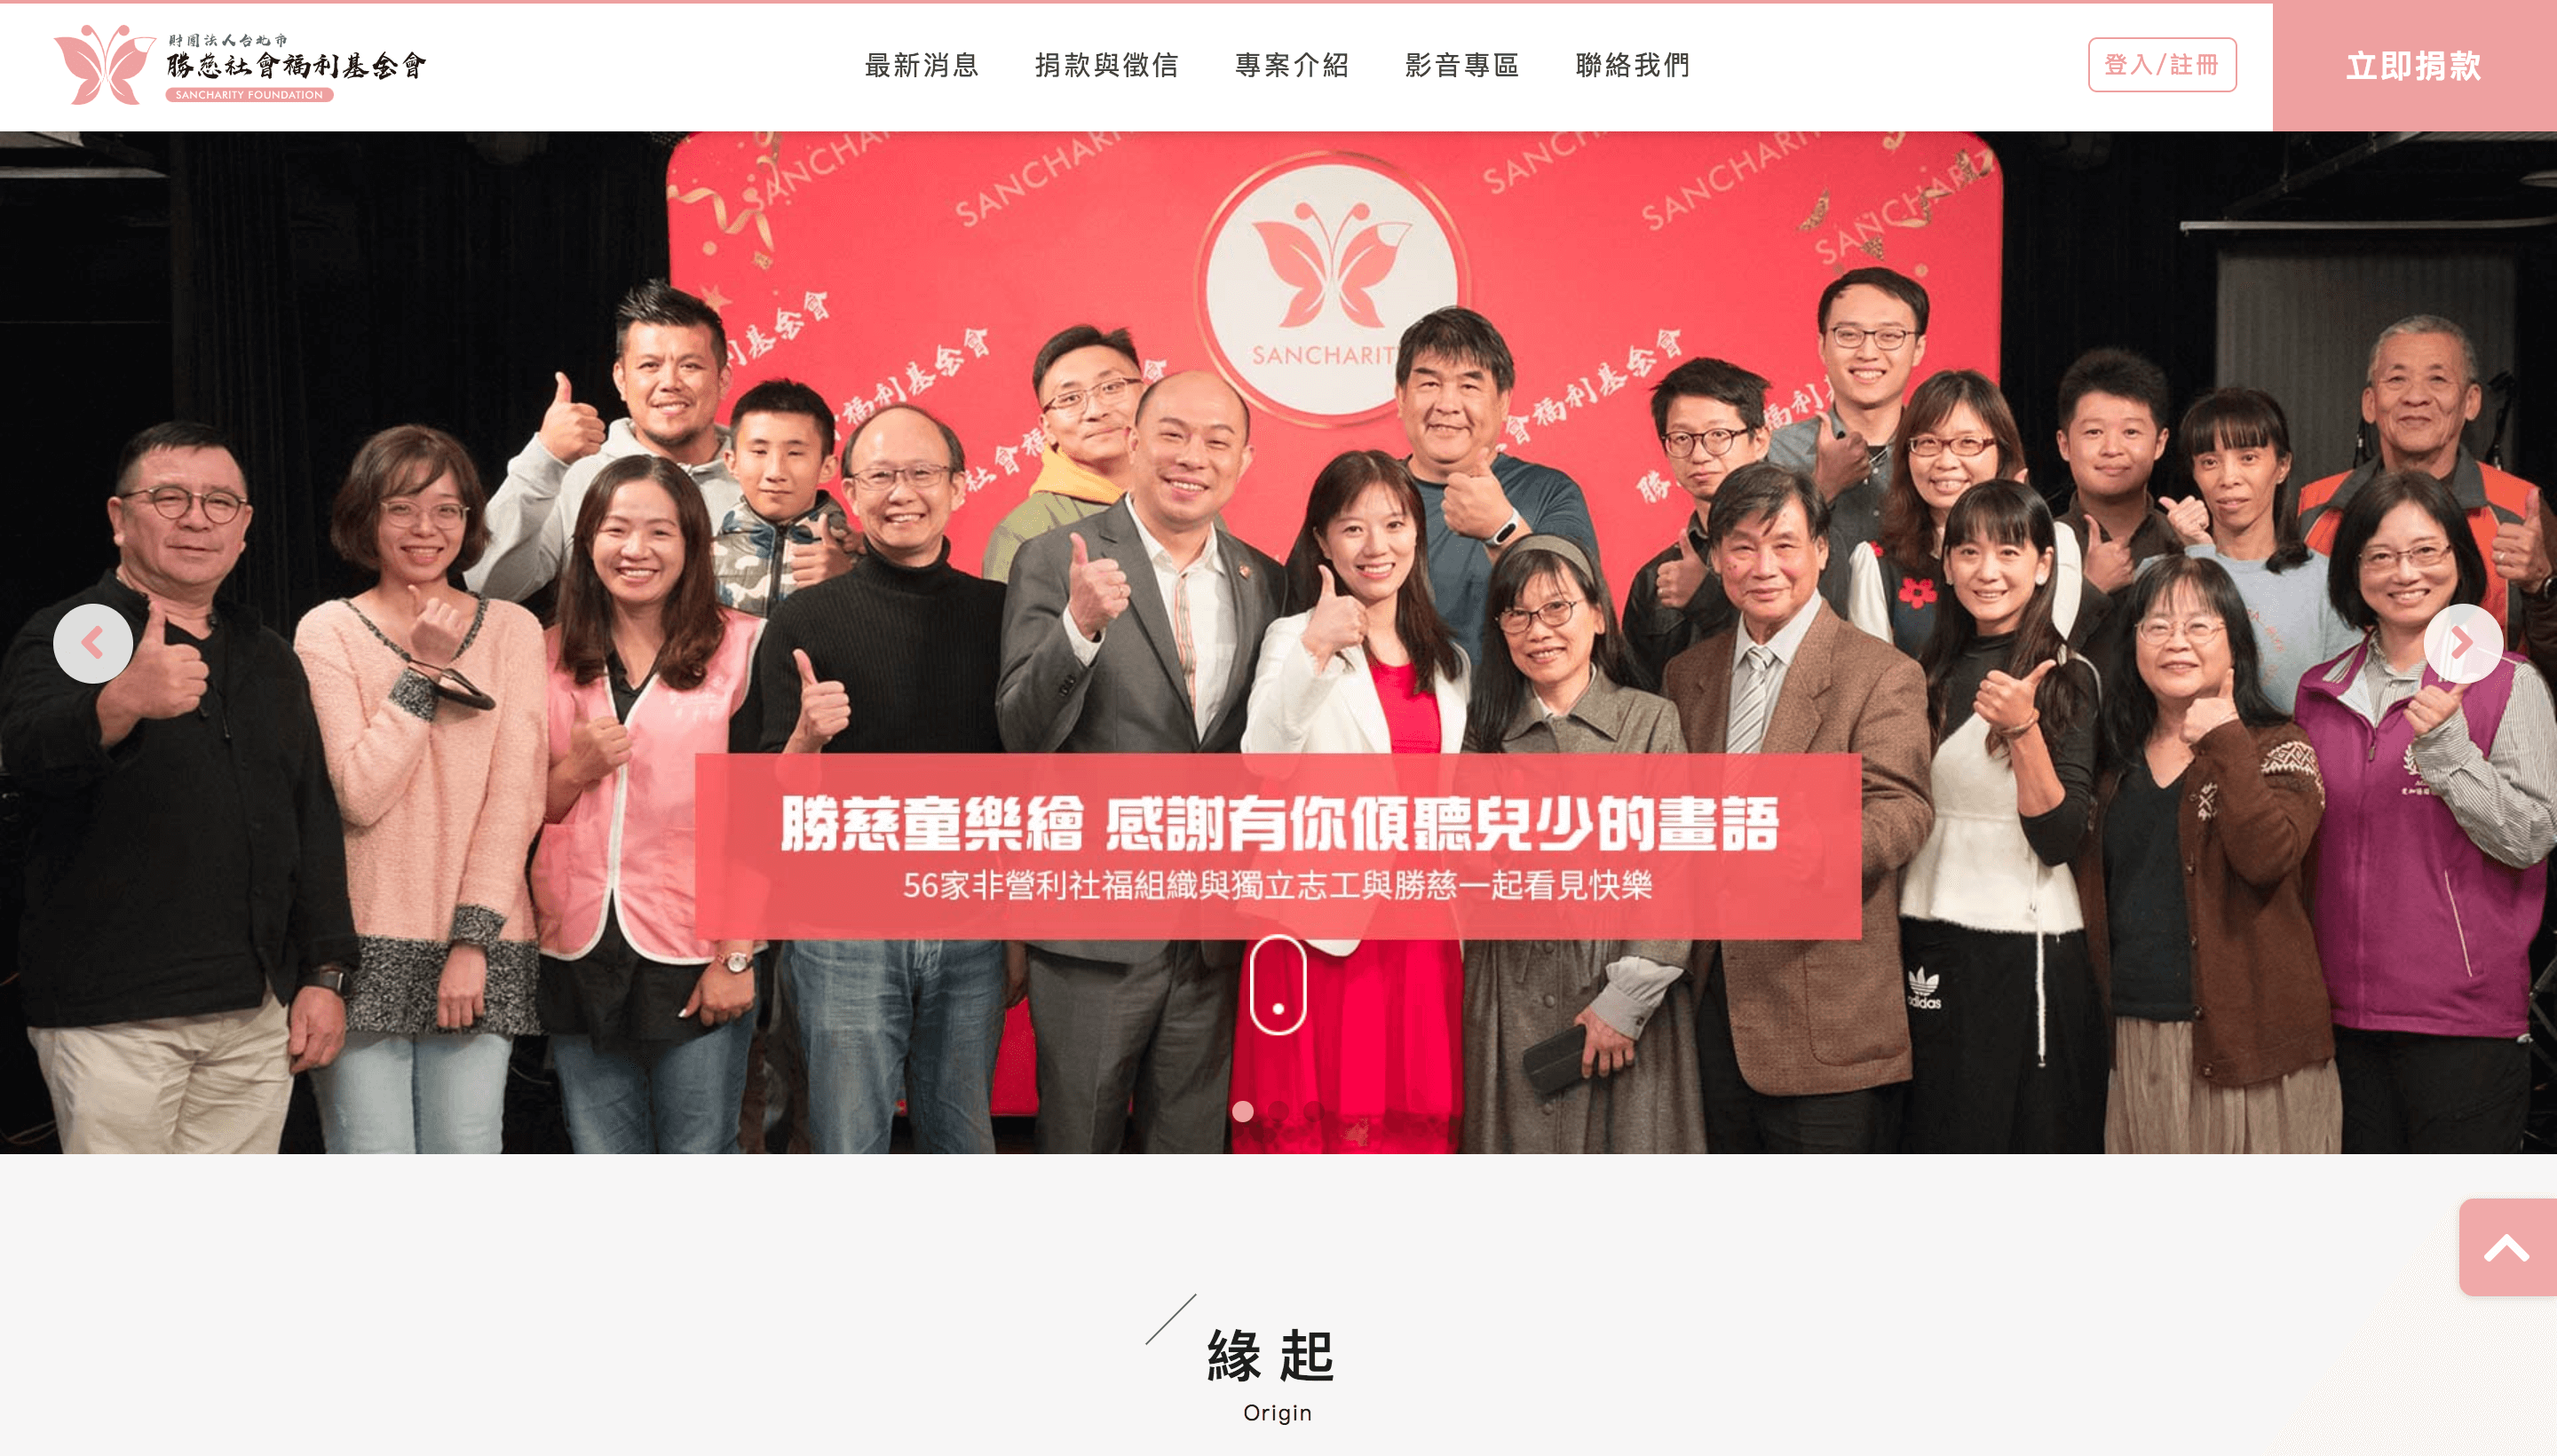 財團法人台北市
勝慈社會福利基金會
SANCHARITY FOUNDATION
最新消息 捐款與徵信 專案介紹 影音專區 聯絡我們
登入/註冊
立即捐款
SANCHARITY
SANCHARITY
勝慈童樂繪 感謝有你傾聽兒少的畫語
56家非營利社福組織與獨立志工與勝慈一起看見快樂
adidas
緣起
Origin